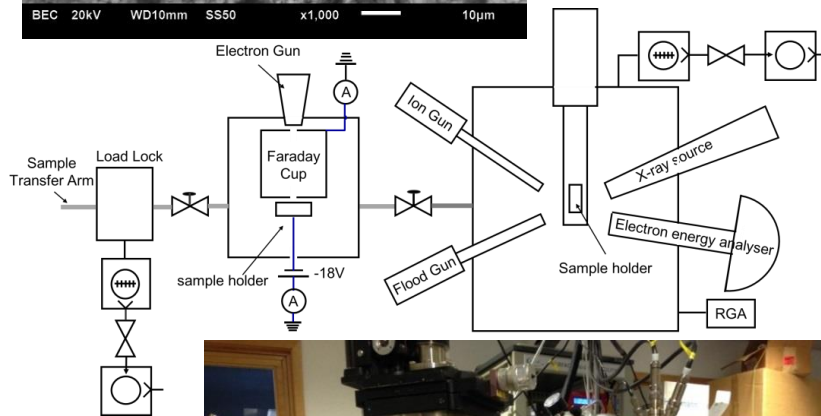 BEC 20kV WD10mm SS50 x1,000 10µm
Electron Gun
A
Ion Gun
X-ray source
Sample
Transfer Arm
Load Lock
Faraday
Cup
Electron energy analyser
sample holder
-18V
A
Flood Gun
Sample holder
RGA